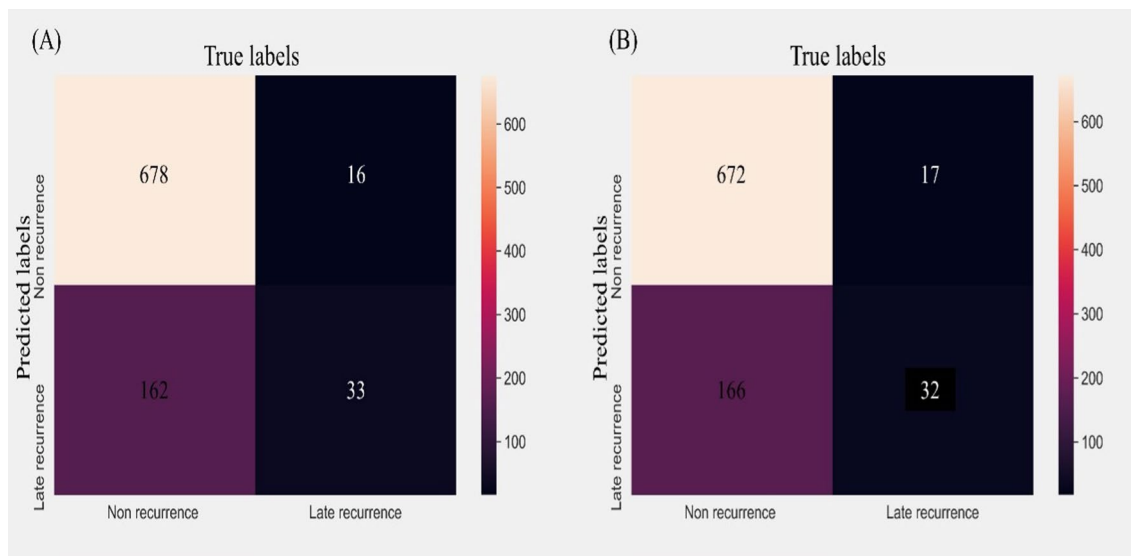 (A)
True labels
678
16
162
33
Predicted labels
Non recurrence
Late recurrence
Non recurrence
Late recurrence
600
500
400
300
200
100
(B)
True labels
672
17
166
32
Predicted labels
Non recurrence
Late recurrence
Non recurrence
Late recurrence
600
500
400
300
200
100